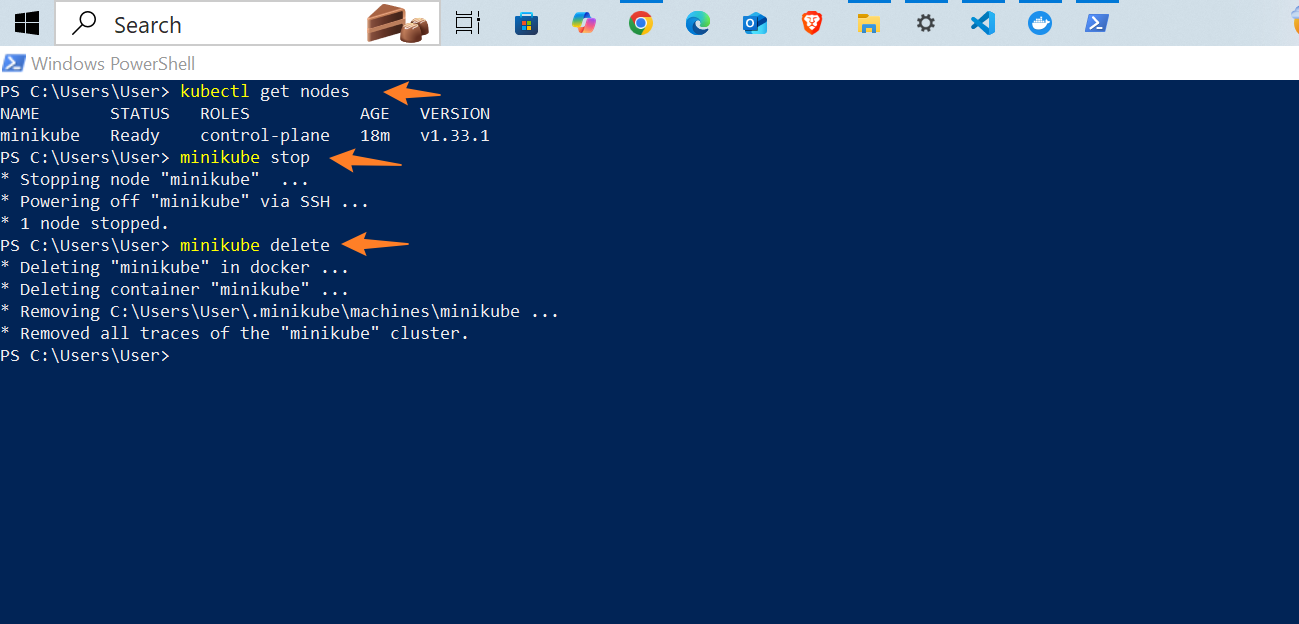 Search
Windows PowerShell
PS C:\Users\User> kubectl get nodes
NAME       STATUS   ROLES           AGE   VERSION
minikube   Ready    control-plane   18m   v1.33.1
PS C:\Users\User> minikube stop
* Stopping node "minikube"  ...
* Powering off "minikube" via SSH ...
* 1 node stopped.
PS C:\Users\User> minikube delete
* Deleting "minikube" in docker ...
* Deleting container "minikube" ...
* Removing C:\Users\User\.minikube\machines\minikube ...
* Removed all traces of the "minikube" cluster.
PS C:\Users\User>